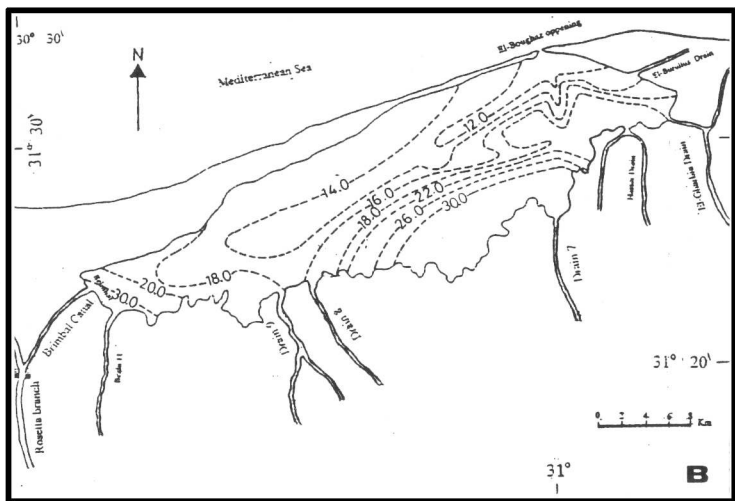 30° 30'
El-Boughaz oppening
El-Burullus Drain
N
Mediterranean Sea
31° 30'
12.0
14.0
16.0
22.0
18.0
26.0
30.0
20.0
18.0
30.0
Brimbal Canal
Rosetta branch
Drain 11
Drain 9
Drain 8
Drain 7
El-Gharbia Drain
31° 20'
0 2 4 6 8
Km
31°
B